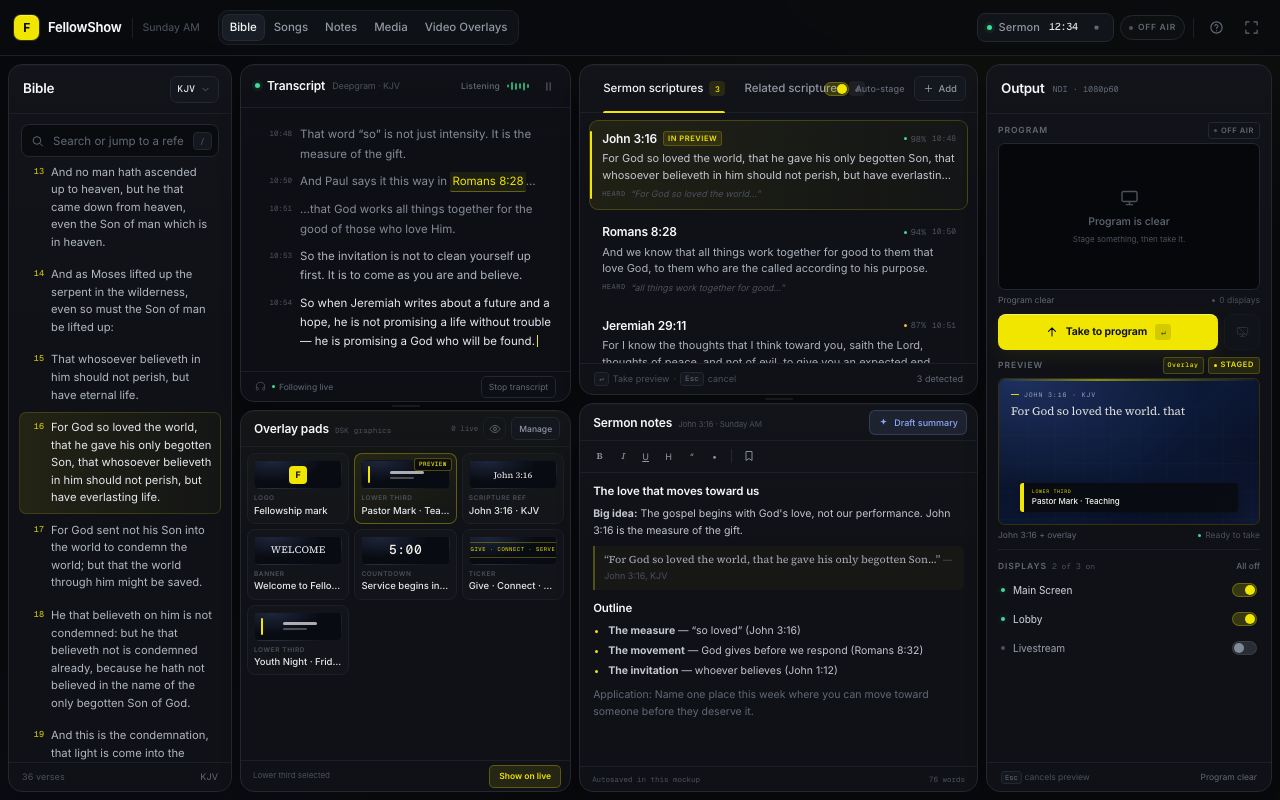 F FellowShow Sunday AM Bible Songs Notes Media Video Overlays Sermon 12:34 OFF AIR
Bible KJV
Search or jump to a refe /
13 And no man hath ascended
up to heaven, but he that
came down from heaven,
even the Son of man which is
in heaven.
14 And as Moses lifted up the
serpent in the wilderness,
even so must the Son of man
be lifted up:
15 That whosoever believeth in
him should not perish, but
have eternal life.
16 For God so loved the world,
that he gave his only begotten
Son, that whosoever believeth
in him should not perish, but
have everlasting life.
17 For God sent not his Son into
the world to condemn the
world; but that the world
through him might be saved.
18 He that believeth on him is not
condemned: but he that
believeth not is condemned
already, because he hath not
believed in the name of the
only begotten Son of God.
19 And this is the condemnation,
that light is come into the
36 verses KJV
Transcript Deepgram · KJV Listening
10:48 That word “so” is not just intensity. It is the
measure of the gift.
10:50 And Paul says it this way in Romans 8:28 …
10:51 …that God works all things together for the
good of those who love Him.
10:53 So the invitation is not to clean yourself up
first. It is to come as you are and believe.
10:54 So when Jeremiah writes about a future and a
hope, he is not promising a life without trouble
— he is promising a God who will be found.
Following live Stop transcript
Overlay pads DSK graphics 0 live Manage
F
LOGO
Fellowship mark
PREVIEW
LOWER THIRD
Pastor Mark · Tea…
John 3:16
SCRIPTURE REF
John 3:16 · KJV
WELCOME
BANNER
Welcome to Fello…
5:00
COUNTDOWN
Service begins in…
GIVE · CONNECT · SERVE
TICKER
Give · Connect · …
LOWER THIRD
Youth Night · Frid…
Lower third selected Show on live
Sermon scriptures 3 Related scriptures Auto-stage + Add
John 3:16 IN PREVIEW 98% 10:48
For God so loved the world, that he gave his only begotten Son, that
whosoever believeth in him should not perish, but have everlastin…
HEARD “For God so loved the world…”
Romans 8:28 94% 10:50
And we know that all things work together for good to them that
love God, to them who are the called according to his purpose.
HEARD “all things work together for good…”
Jeremiah 29:11 87% 10:51
For I know the thoughts that I think toward you, saith the Lord,
thoughts of peace, and not of evil, to give you an expected end.
↵ Take preview · Esc cancel 3 detected
Sermon notes John 3:16 · Sunday AM Draft summary
B I U H “ •
The love that moves toward us
Big idea: The gospel begins with God's love, not our performance. John
3:16 is the measure of the gift.
“For God so loved the world, that he gave his only begotten Son…” —
John 3:16, KJV
Outline
• The measure — “so loved” (John 3:16)
• The movement — God gives before we respond (Romans 8:32)
• The invitation — whoever believes (John 1:12)
Application: Name one place this week where you can move toward
someone before they deserve it.
Autosaved in this mockup 76 words
Output NDI · 1080p60
PROGRAM OFF AIR
Program is clear
Stage something, then take it.
Program clear 0 displays
Take to program ↵
PREVIEW Overlay STAGED
JOHN 3:16 · KJV
For God so loved the world. that
LOWER THIRD
Pastor Mark · Teaching
John 3:16 + overlay Ready to take
DISPLAYS 2 of 3 on All off
Main Screen
Lobby
Livestream
Esc cancels preview Program clear